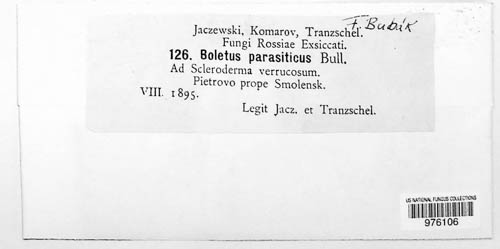 F. Bubák
Jaczewski, Komarov, Tranzschel.
Fungi Rossiae Exsiccati.
126. Boletus parasiticus Bull.
Ad Scleroderma verrucosum.
Pietrovo prope Smolensk.
VIII. 1895.
Legit Jacz. et Tranzschel.
US NATIONAL FUNGUS COLLECTIONS
976106